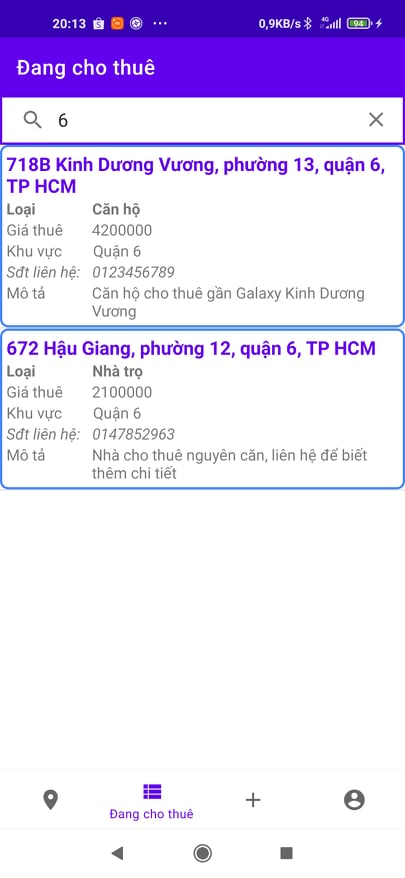 20:13
0,9KB/s
4G
94
Đang cho thuê
6
718B Kinh Dương Vương, phường 13, quận 6,
TP HCM
Loại Căn hộ
Giá thuê 4200000
Khu vực Quận 6
Sđt liên hệ: 0123456789
Mô tả Căn hộ cho thuê gần Galaxy Kinh Dương
Vương
672 Hậu Giang, phường 12, quận 6, TP HCM
Loại Nhà trọ
Giá thuê 2100000
Khu vực Quận 6
Sđt liên hệ: 0147852963
Mô tả Nhà cho thuê nguyên căn, liên hệ để biết
thêm chi tiết
Đang cho thuê